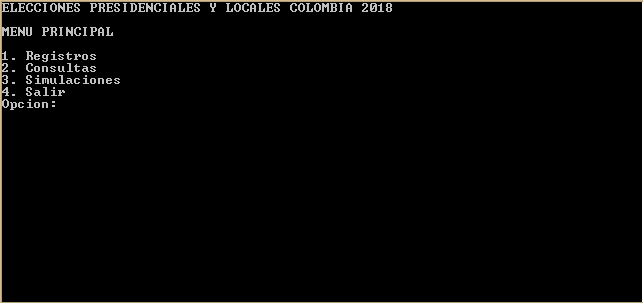 ELECCIONES PRESIDENCIALES Y LOCALES COLOMBIA 2018
MENU PRINCIPAL
1. Registros
2. Consultas
3. Simulaciones
4. Salir
Opcion: